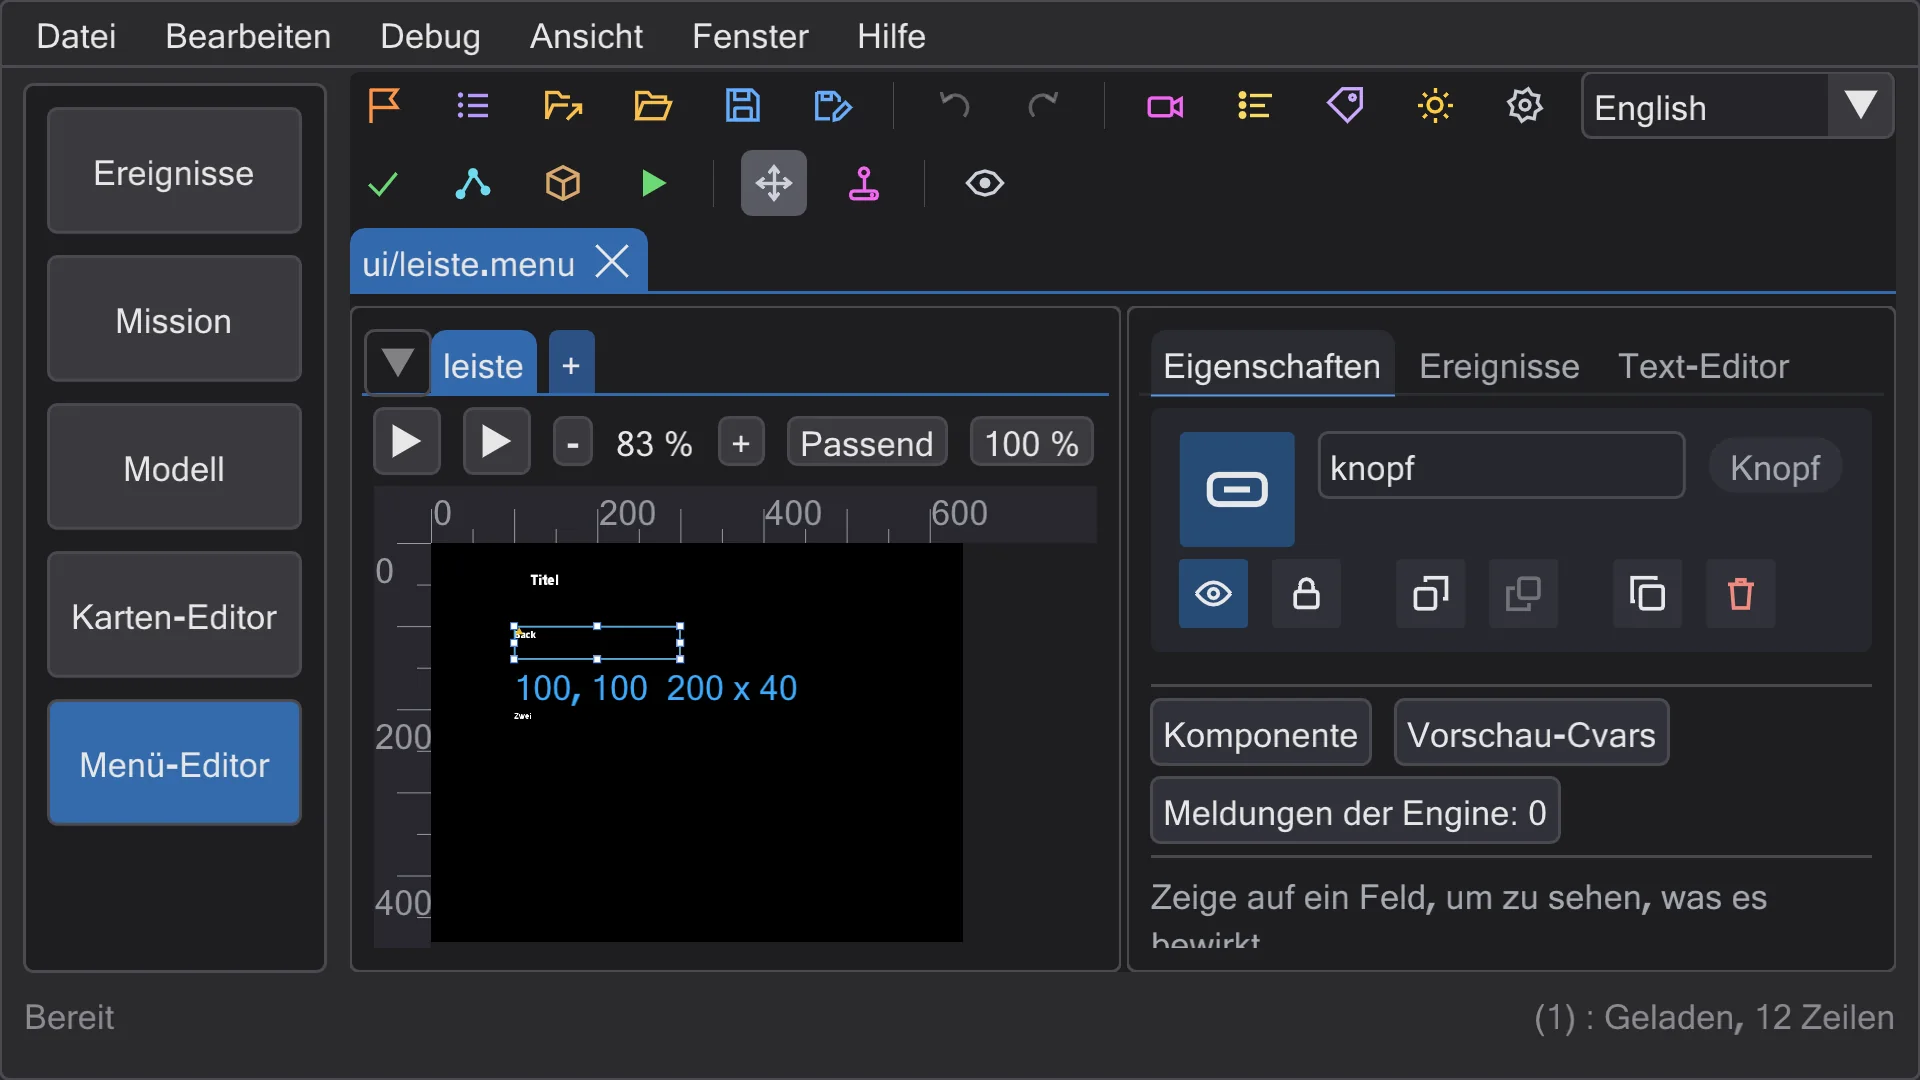 Datei Bearbeiten Debug Ansicht Fenster Hilfe
English
Ereignisse
Mission
Modell
Karten-Editor
Menü-Editor
ui/leiste.menu
leiste +
- 83 % + Passend 100 %
0 200 400 600
0
200
400
Titel
Back
100, 100 200 x 40
Zwei
Eigenschaften Ereignisse Text-Editor
knopf Knopf
Komponente Vorschau-Cvars
Meldungen der Engine: 0
Zeige auf ein Feld, um zu sehen, was es
bewirkt
Bereit
(1) : Geladen, 12 Zeilen